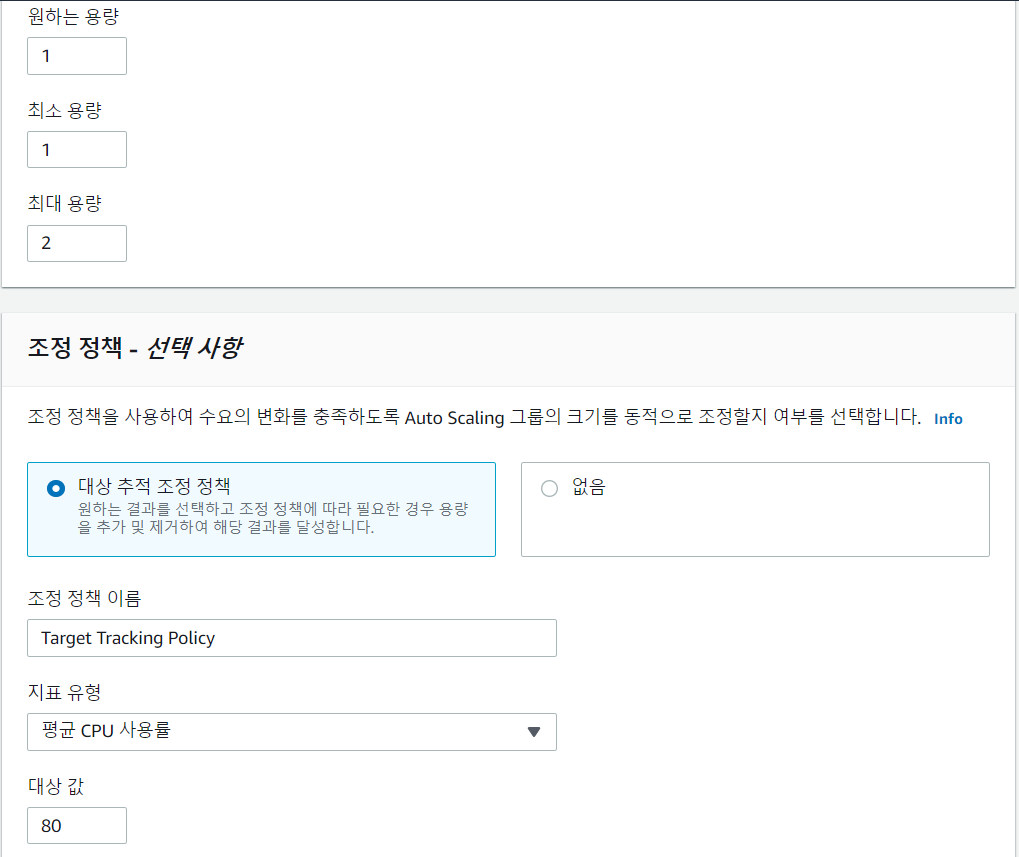 원하는 용량
1
최소 용량
1
최대 용량
2
조정 정책 - 선택 사항
조정 정책을 사용하여 수요의 변화를 충족하도록 Auto Scaling 그룹의 크기를 동적으로 조정할지 여부를 선택합니다. Info
대상 추적 조정 정책
원하는 결과를 선택하고 조정 정책에 따라 필요한 경우 용량
을 추가 및 제거하여 해당 결과를 달성합니다.
없음
조정 정책 이름
Target Tracking Policy
지표 유형
평균 CPU 사용률
대상 값
80